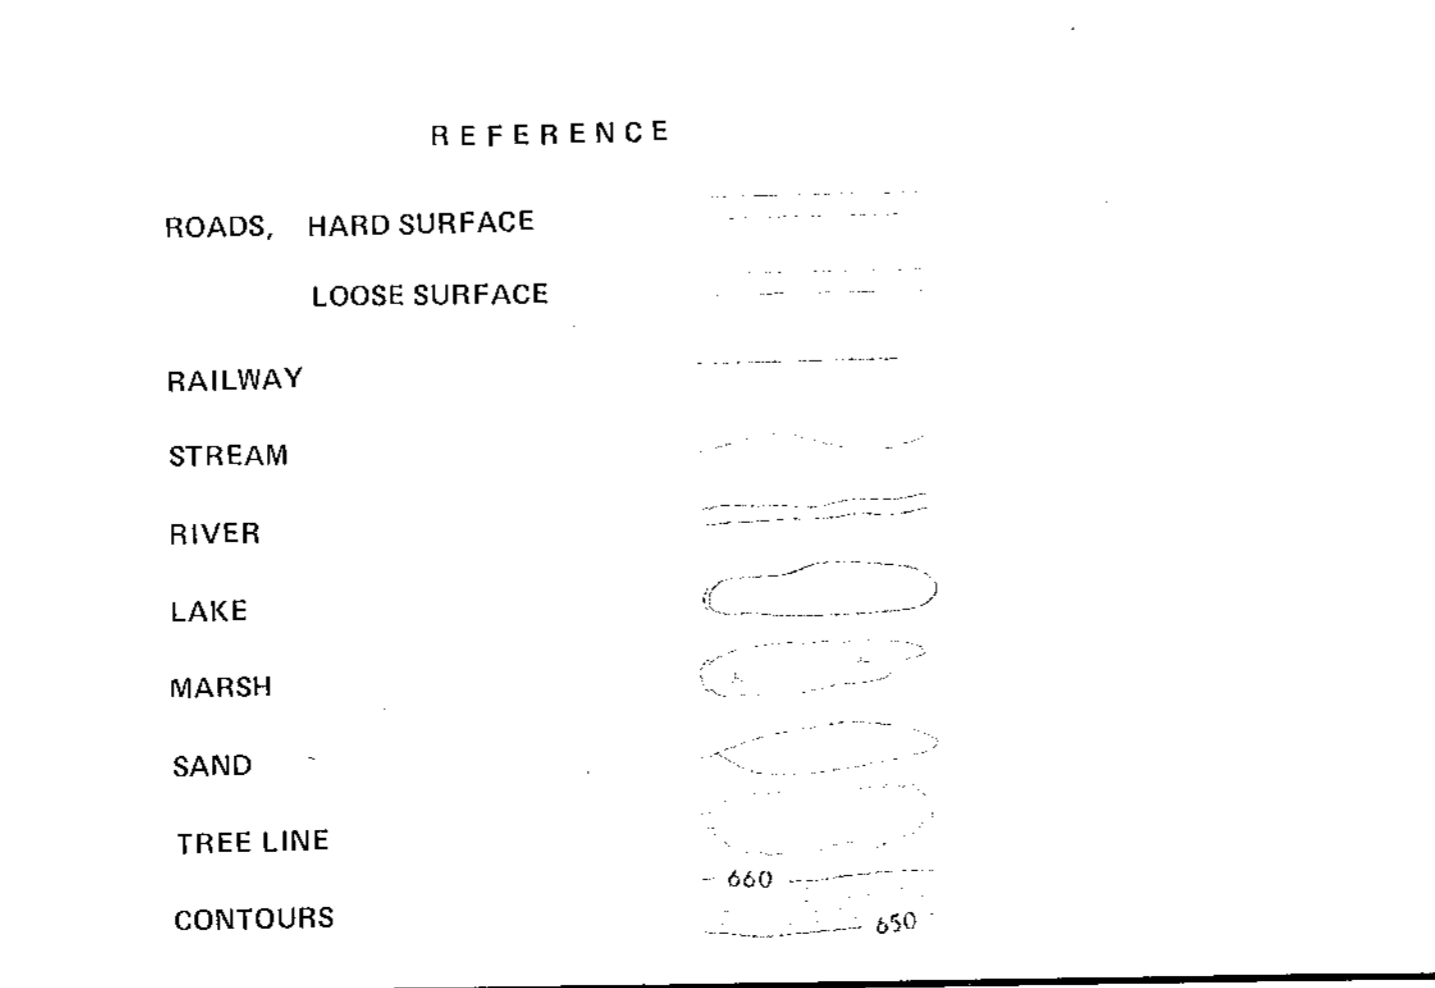 REFERENCE
ROADS, HARD SURFACE
LOOSE SURFACE
RAILWAY
STREAM
RIVER
LAKE
MARSH
SAND
TREE LINE
660
CONTOURS
650